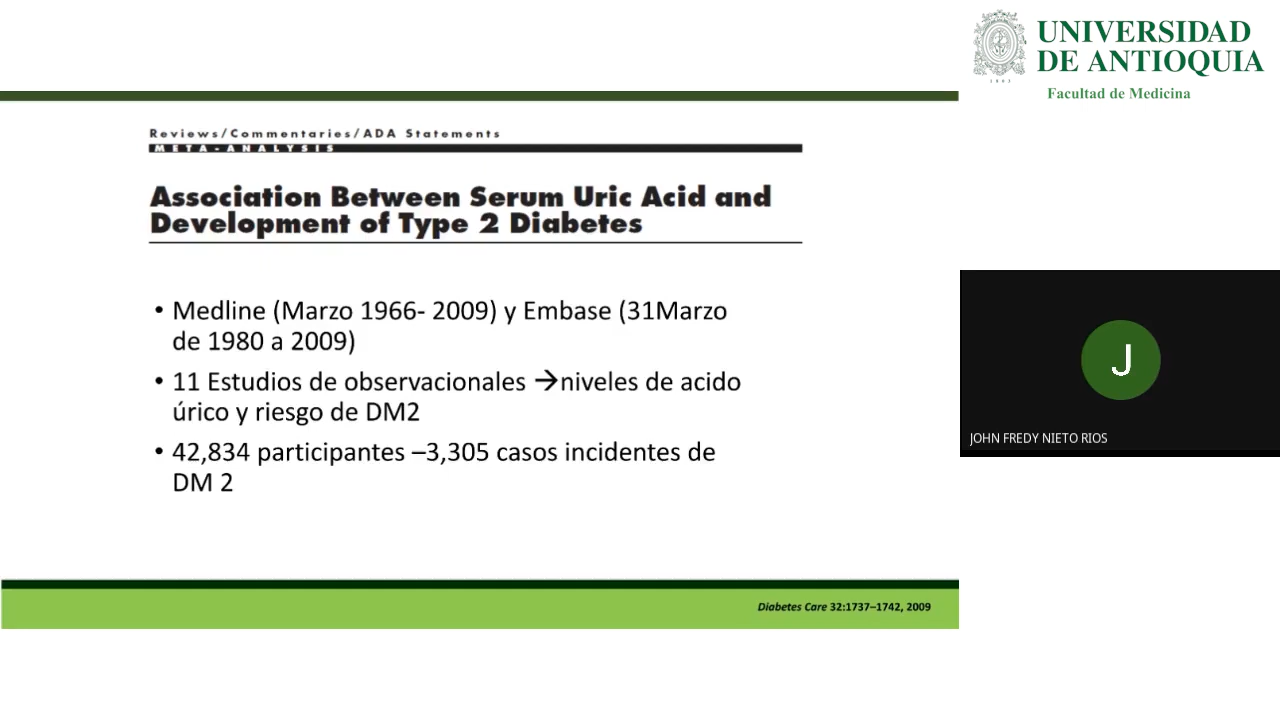 UNIVERSIDAD
DE ANTIOQUIA
1803
Facultad de Medicina
Reviews/Commentaries/ADA Statements
META-ANALYSIS
Association Between Serum Uric Acid and
Development of Type 2 Diabetes
• Medline (Marzo 1966- 2009) y Embase (31Marzo
de 1980 a 2009)
• 11 Estudios de observacionales →niveles de acido
úrico y riesgo de DM2
• 42,834 participantes –3,305 casos incidentes de
DM 2
Diabetes Care 32:1737–1742, 2009
J
JOHN FREDY NIETO RIOS